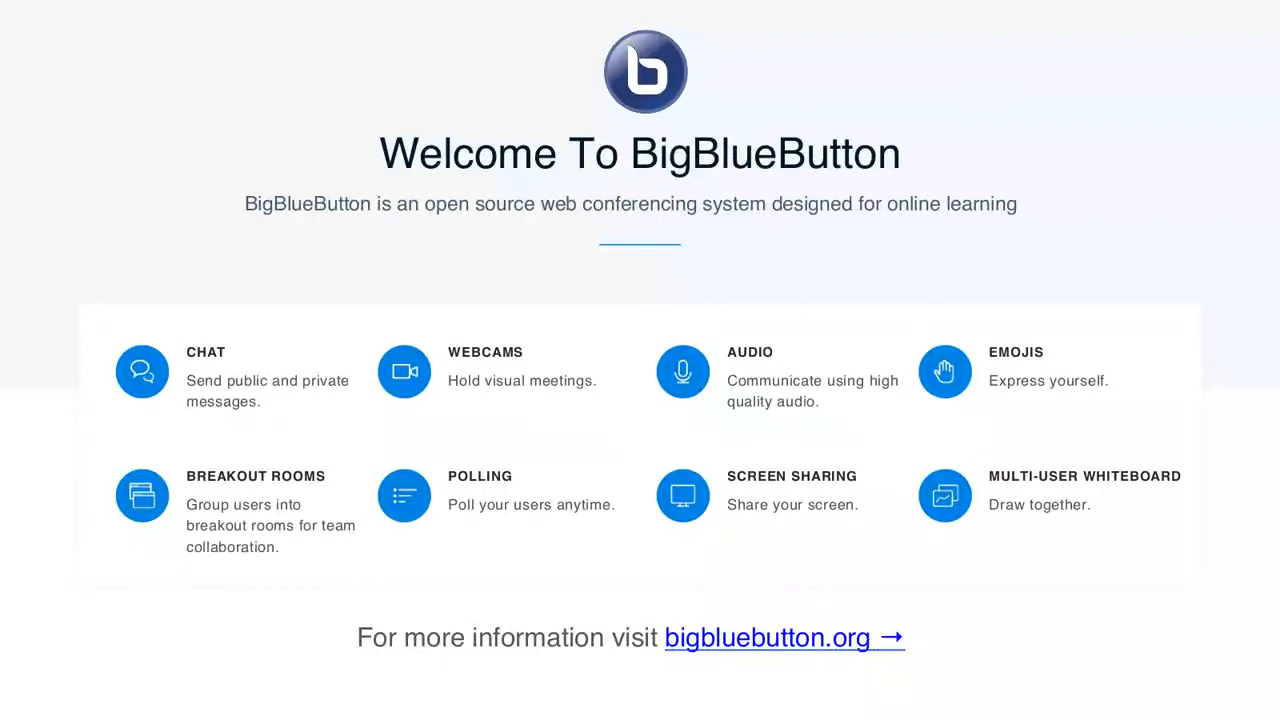 Welcome To BigBlueButton
BigBlueButton is an open source web conferencing system designed for online learning
CHAT
Send public and private
messages.
WEBCAMS
Hold visual meetings.
AUDIO
Communicate using high
quality audio.
EMOJIS
Express yourself.
BREAKOUT ROOMS
Group users into
breakout rooms for team
collaboration.
POLLING
Poll your users anytime.
SCREEN SHARING
Share your screen.
MULTI-USER WHITEBOARD
Draw together.
For more information visit bigbluebutton.org →